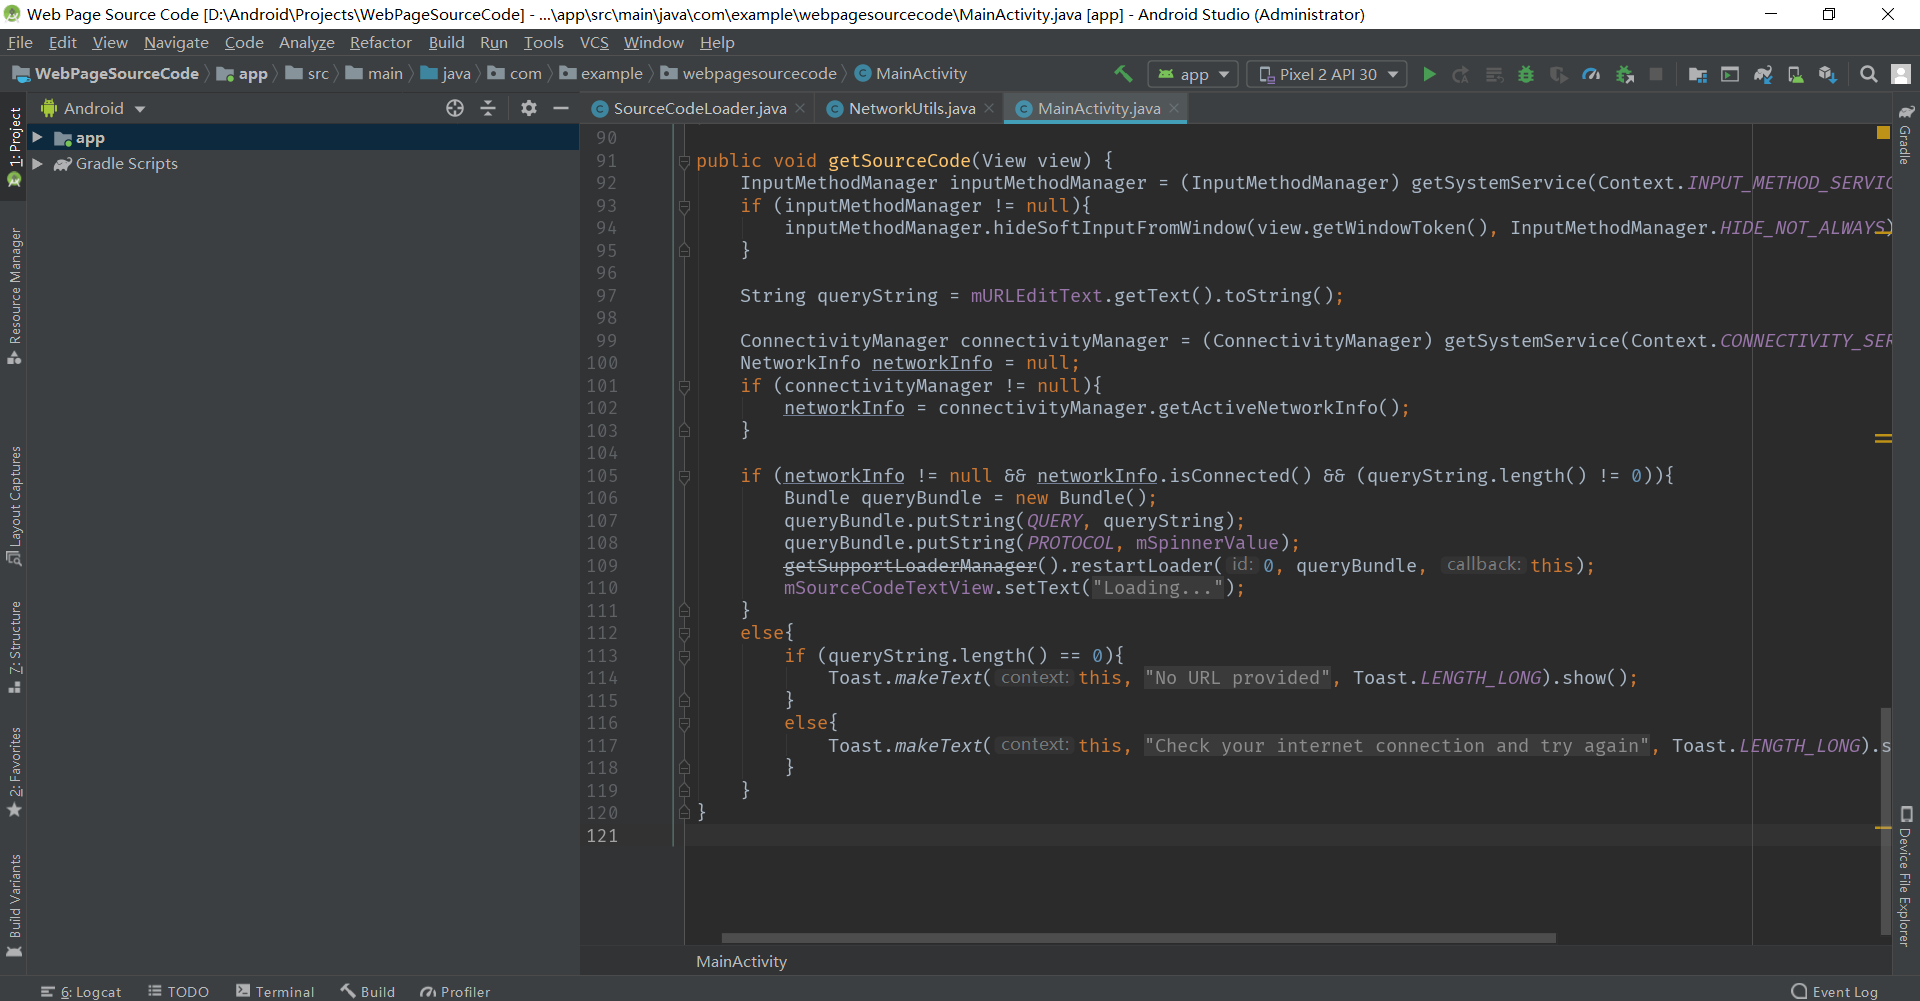 Web Page Source Code [D:\Android\Projects\WebPageSourceCode] - ...\app\src\main\java\com\example\webpagesourcecode\MainActivity.java [app] - Android Studio (Administrator)
File Edit View Navigate Code Analyze Refactor Build Run Tools VCS Window Help
WebPageSourceCode app src main java com example webpagesourcecode MainActivity app Pixel 2 API 30
Android SourceCodeLoader.java NetworkUtils.java MainActivity.java
app
Gradle Scripts
1: Project
Resource Manager
Layout Captures
7: Structure
2: Favorites
Build Variants
90
91 public void getSourceCode(View view) {
92 InputMethodManager inputMethodManager = (InputMethodManager) getSystemService(Context.INPUT_METHOD_SERVIC
93 if (inputMethodManager != null){
94 inputMethodManager.hideSoftInputFromWindow(view.getWindowToken(), InputMethodManager.HIDE_NOT_ALWAYS)
95 }
96
97 String queryString = mURLEditText.getText().toString();
98
99 ConnectivityManager connectivityManager = (ConnectivityManager) getSystemService(Context.CONNECTIVITY_SER
100 NetworkInfo networkInfo = null;
101 if (connectivityManager != null){
102 networkInfo = connectivityManager.getActiveNetworkInfo();
103 }
104
105 if (networkInfo != null && networkInfo.isConnected() && (queryString.length() != 0)){
106 Bundle queryBundle = new Bundle();
107 queryBundle.putString(QUERY, queryString);
108 queryBundle.putString(PROTOCOL, mSpinnerValue);
109 getSupportLoaderManager().restartLoader( id: 0, queryBundle, callback: this);
110 mSourceCodeTextView.setText("Loading...");
111 }
112 else{
113 if (queryString.length() == 0){
114 Toast.makeText( context: this, "No URL provided", Toast.LENGTH_LONG).show();
115 }
116 else{
117 Toast.makeText( context: this, "Check your internet connection and try again", Toast.LENGTH_LONG).s
118 }
119 }
120 }
121
MainActivity
Gradle
Device File Explorer
6: Logcat TODO Terminal Build Profiler Event Log